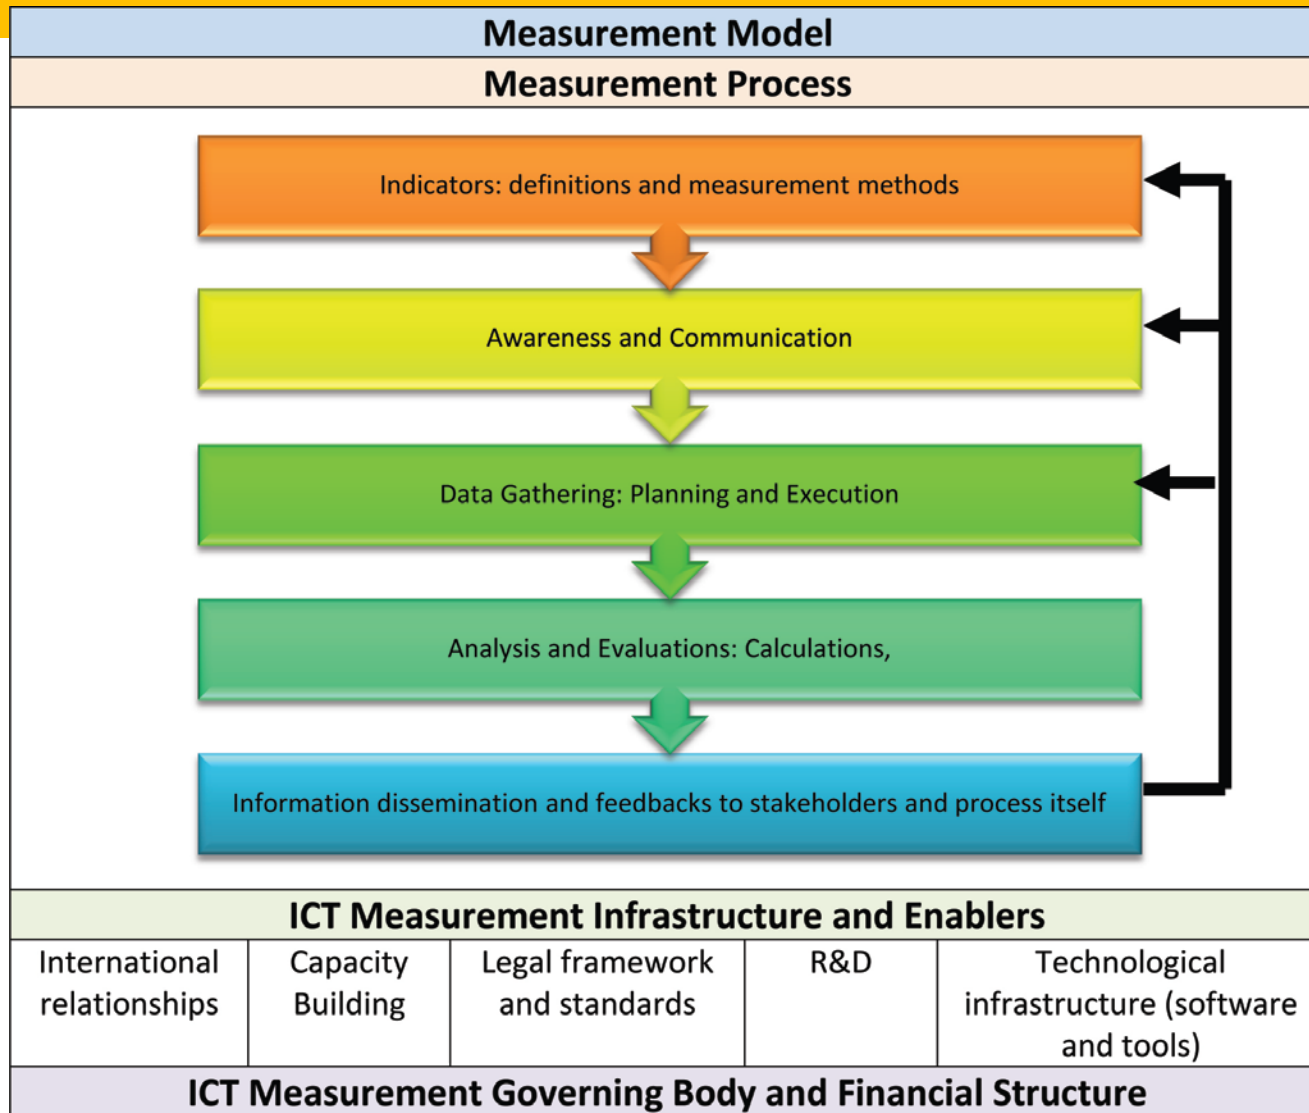 Measurement Model
Measurement Process
Indicators: definitions and measurement methods
Awareness and Communication
Data Gathering: Planning and Execution
Analysis and Evaluations: Calculations,
Information dissemination and feedbacks to stakeholders and process itself
ICT Measurement Infrastructure and Enablers
International
relationships
Capacity
Building
Legal framework
and standards
R&D
Technological
infrastructure (software
and tools)
ICT Measurement Governing Body and Financial Structure